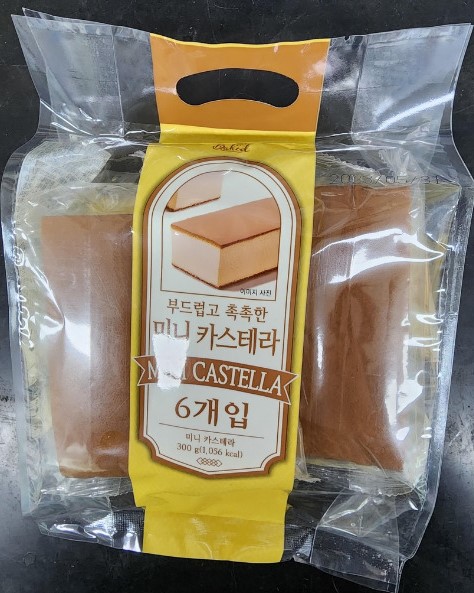 Baked
이미지 사진
부드럽고 촉촉한
미니 카스테라
MINI CASTELLA
6개입
미니 카스테라
300 g(1,056 kcal)